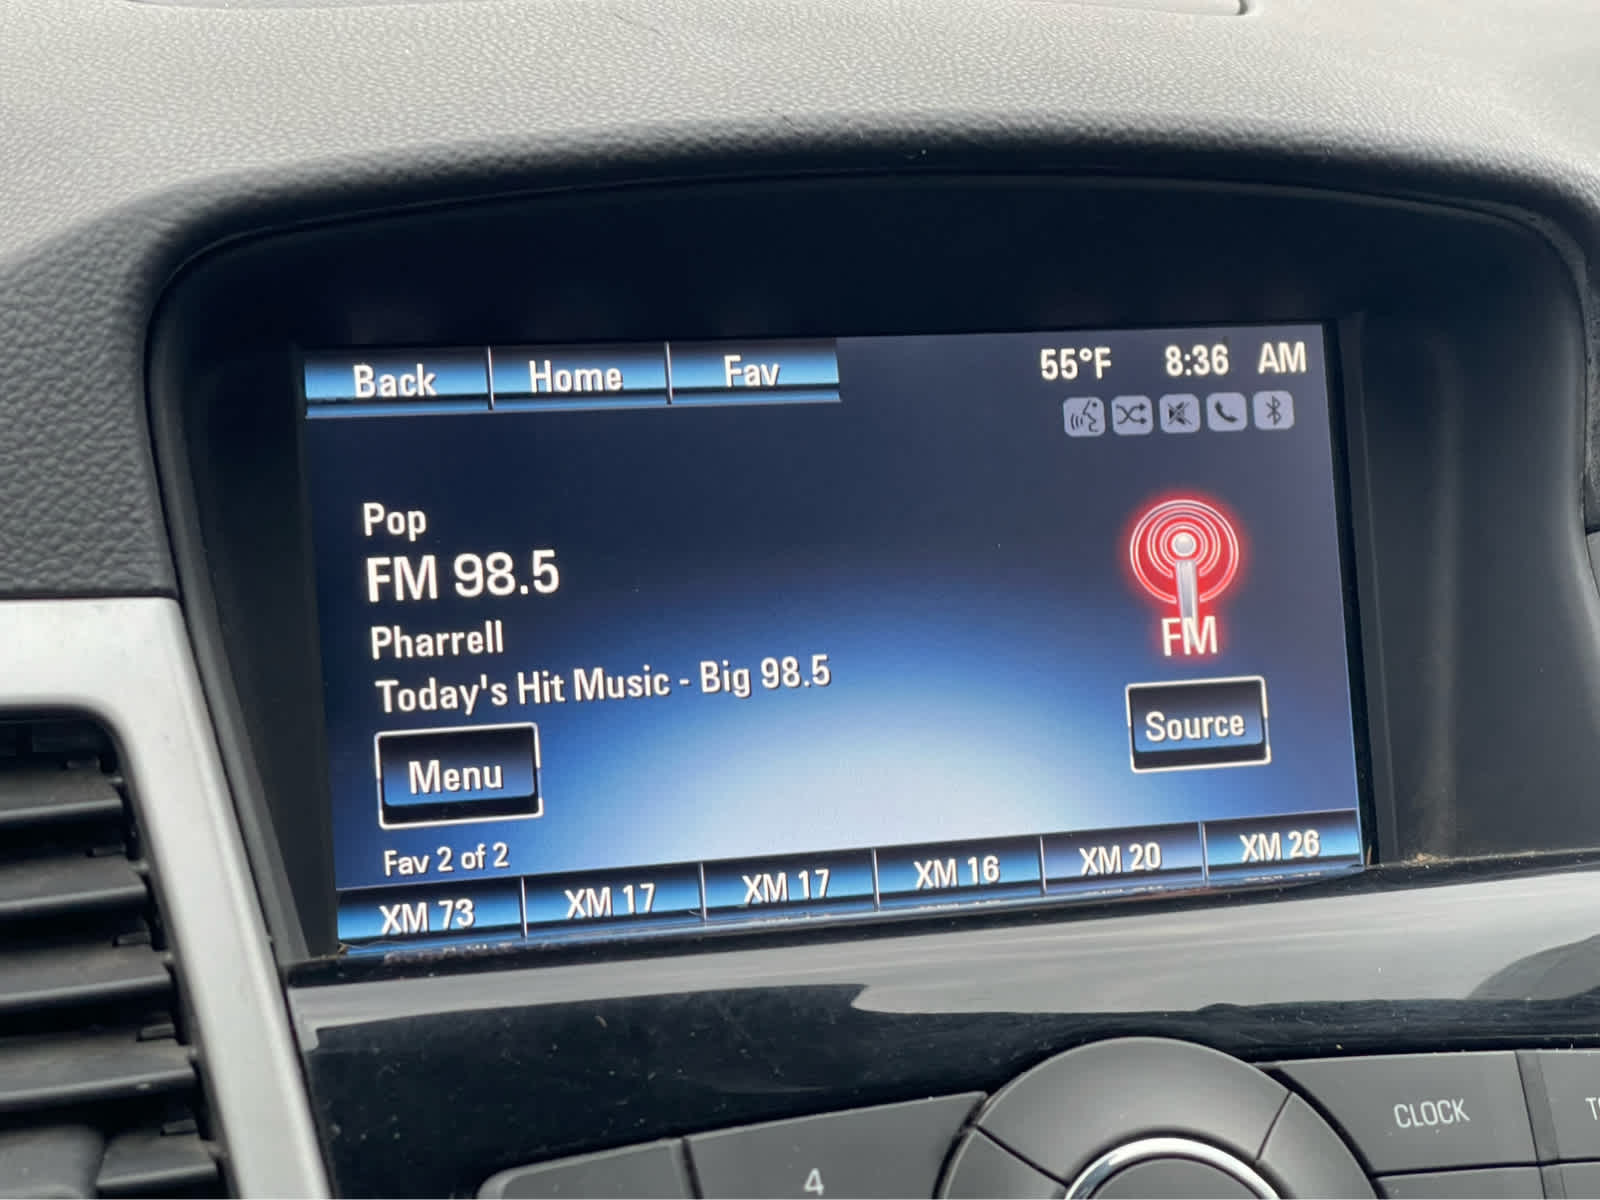 Back Home Fav 55°F 8:36 AM
Pop
FM 98.5
Pharrell
Today's Hit Music - Big 98.5
FM
Menu
Source
Fav 2 of 2
XM 73 XM 17 XM 17 XM 16 XM 20 XM 26
CLOCK
4